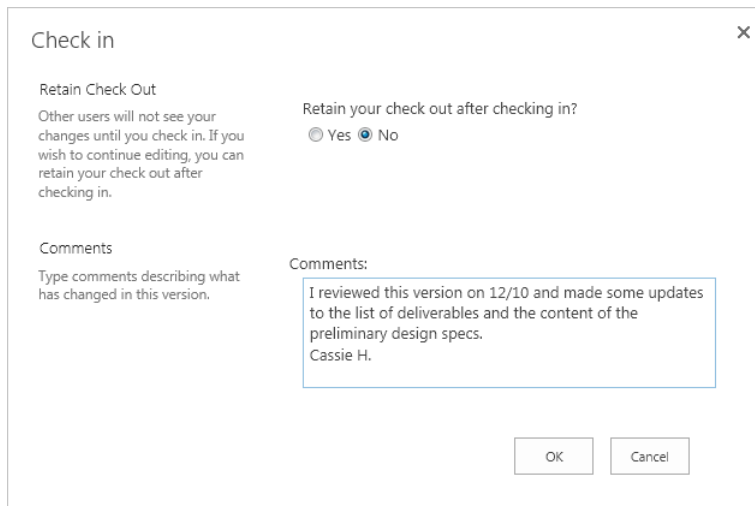 Check in
Retain Check Out
Other users will not see your
changes until you check in. If you
wish to continue editing, you can
retain your check out after
checking in.
Retain your check out after checking in?
Yes No
Comments
Type comments describing what
has changed in this version.
Comments:
I reviewed this version on 12/10 and made some updates
to the list of deliverables and the content of the
preliminary design specs.
Cassie H.
OK Cancel